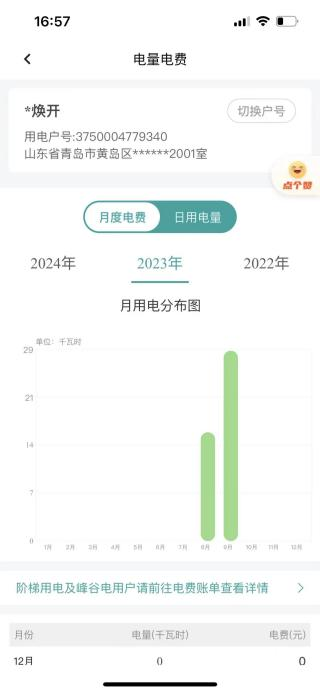 16:57
电量电费
*焕开
切换户号
用电户号:3750004779340
山东省青岛市黄岛区******2001室
点个赞
月度电费
日用电量
2024年
2023年
2022年
月用电分布图
单位：千瓦时
29
21
14
7
0
1月 2月 3月 4月 5月 6月 7月 8月 9月 10月 11月 12月
阶梯用电及峰谷电用户请前往电费账单查看详情
月份 电量(千瓦时) 电费(元)
12月 0 0